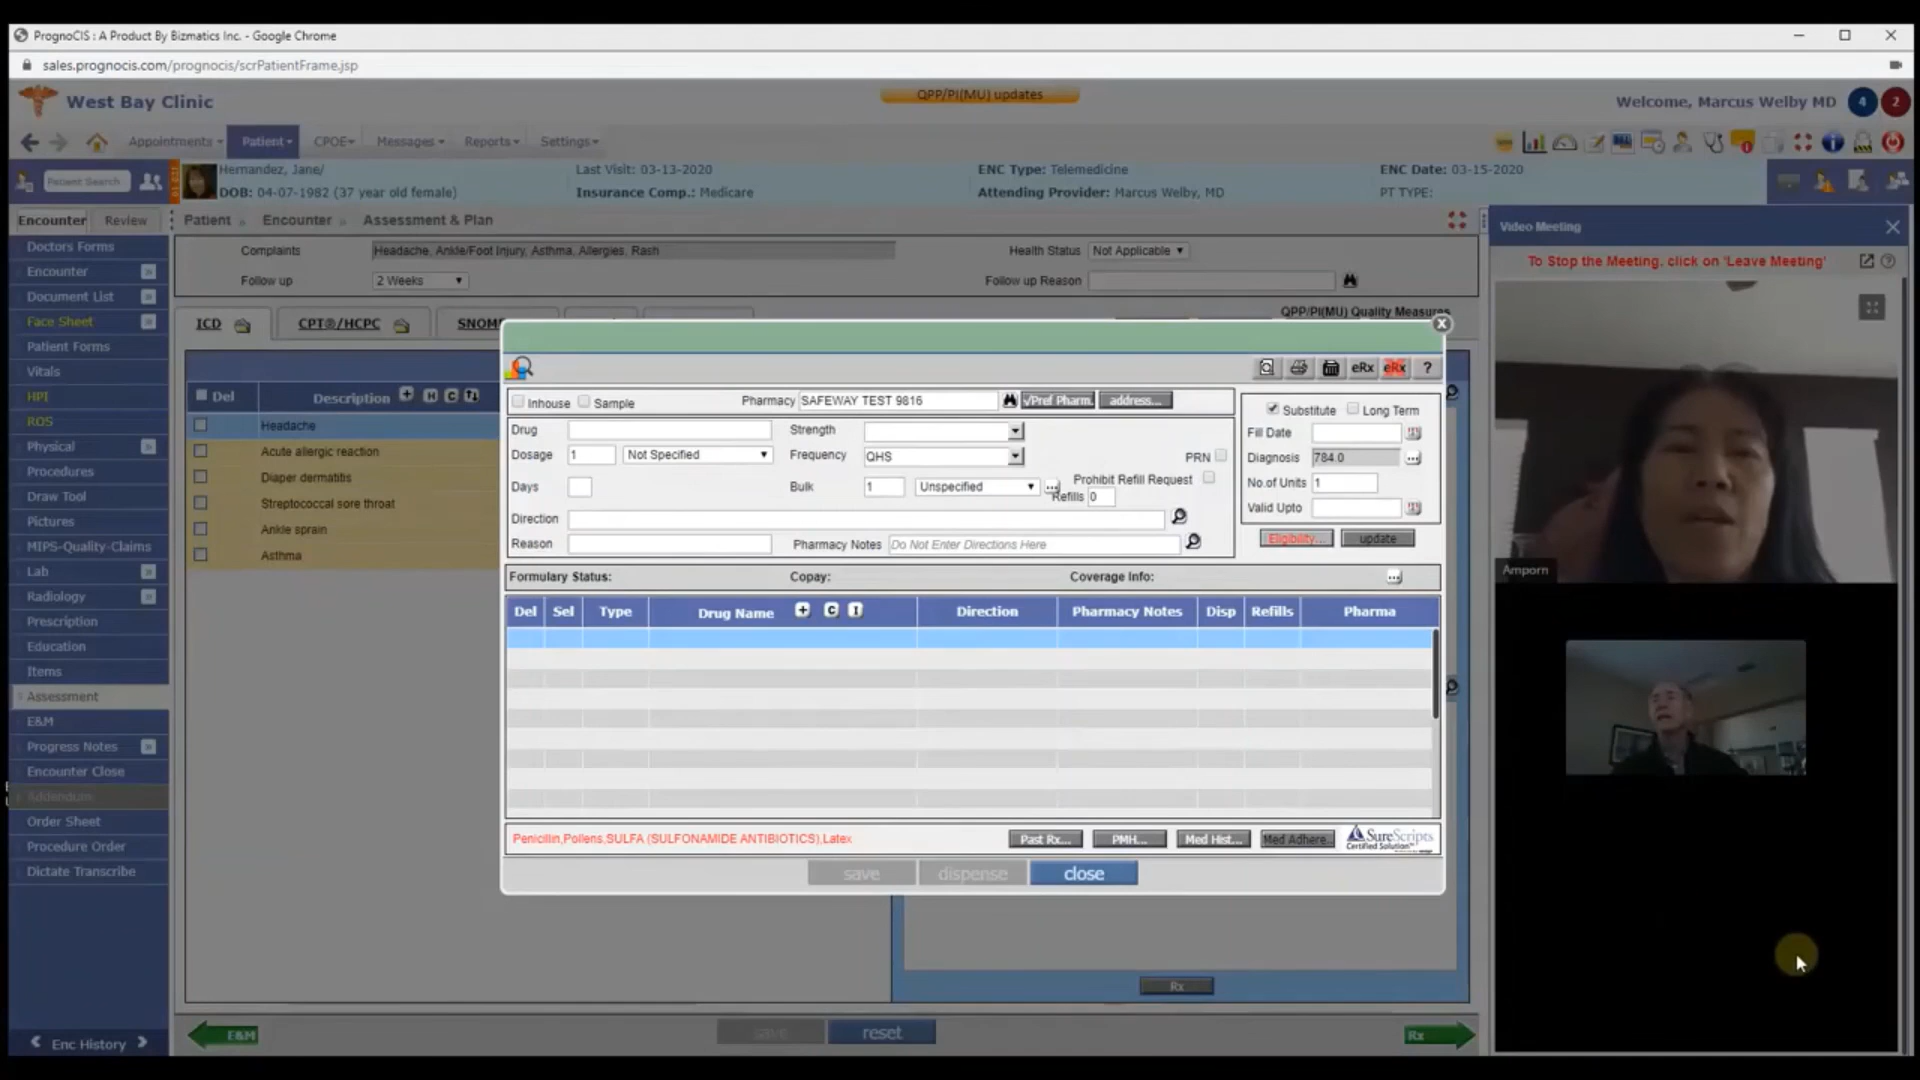 PrognoCIS : A Product By Bizmatics Inc. - Google Chrome
sales.prognocis.com/prognocis/scrPatientFrame.jsp
West Bay Clinic
QPP/PI(MU) updates
Welcome, Marcus Welby MD 4 2
Appointments Patient CPOE Messages Reports Settings
Patient Search
Hernandez, Jane/
DOB: 04-07-1982 (37 year old female)
Last Visit: 03-13-2020
Insurance Comp.: Medicare
ENC Type: Telemedicine
Attending Provider: Marcus Welby, MD
ENC Date: 03-15-2020
PT TYPE:
Encounter Review
Patient » Encounter » Assessment & Plan
Doctors Forms
Encounter
Document List
Face Sheet
Patient Forms
Vitals
HPI
ROS
Physical
Procedures
Draw Tool
Pictures
MIPS-Quality-Claims
Lab
Radiology
Prescription
Education
Items
Assessment
E&M
Progress Notes
Encounter Close
Addendum
Order Sheet
Procedure Order
Dictate Transcribe
Enc History
Complaints Headache, Ankle/Foot Injury, Asthma, Allergies, Rash
Health Status Not Applicable
Follow up 2 Weeks
Follow up Reason
ICD CPT®/HCPC SNOM
QPP/PI(MU) Quality Measures
Del Description + H C
Headache
Acute allergic reaction
Diaper dermatitis
Streptococcal sore throat
Ankle sprain
Asthma
X
eRx eRx ?
Inhouse Sample Pharmacy SAFEWAY TEST 9816 √Pref Pharm. address...
Drug Strength
Dosage 1 Not Specified Frequency QHS PRN
Days Bulk 1 Unspecified ... Prohibit Refill Request
Refills 0
Direction
Reason Pharmacy Notes Do Not Enter Directions Here
Substitute Long Term
Fill Date
Diagnosis 784.0 ...
No.of Units 1
Valid Upto
Eligibility... update
Formulary Status: Copay: Coverage Info: ...
Del Sel Type Drug Name + C I Direction Pharmacy Notes Disp Refills Pharma
Penicillin,Pollens,SULFA (SULFONAMIDE ANTIBIOTICS),Latex
Past Rx... PMH... Med Hist... Med Adhere..
SureScripts
Certified Solution
save dispense close
Rx
E&M save reset Rx
Video Meeting
To Stop the Meeting, click on 'Leave Meeting'
Amporn